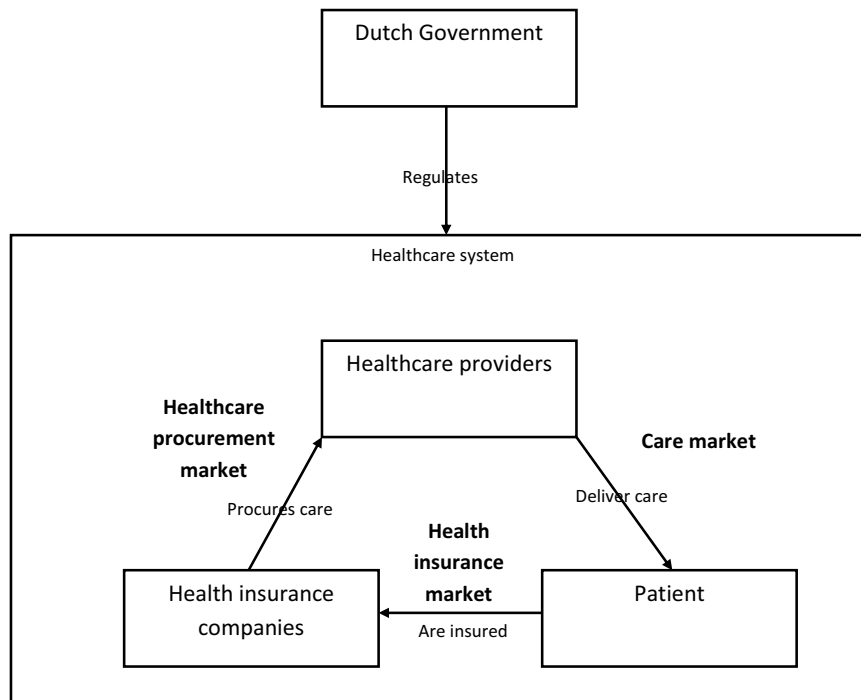 Dutch Government
Regulates
Healthcare system
Healthcare providers
Healthcare
procurement
market
Care market
Procures care
Deliver care
Health
insurance
market
Health insurance
companies
Patient
Are insured